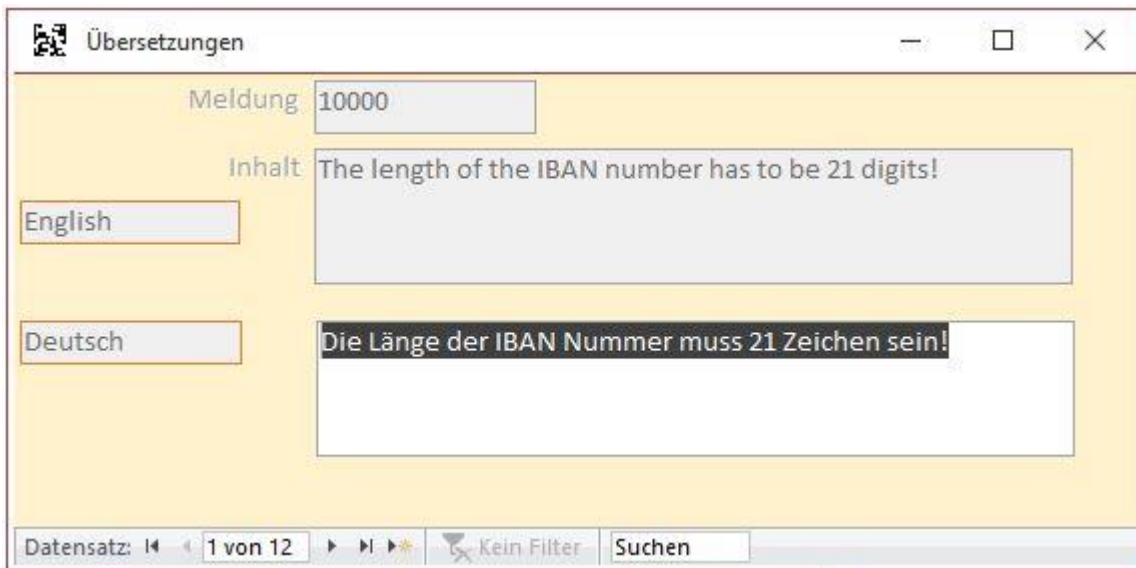 Übersetzungen
Meldung 10000
Inhalt The length of the IBAN number has to be 21 digits!
English
Deutsch Die Länge der IBAN Nummer muss 21 Zeichen sein!
Datensatz: 1 von 12 Kein Filter Suchen